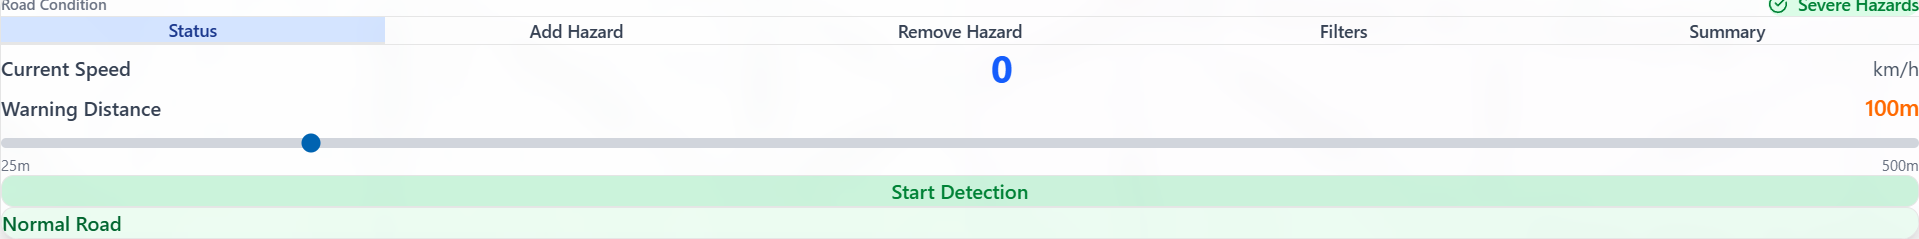 Road Condition
Severe Hazards
Status Add Hazard Remove Hazard Filters Summary
Current Speed 0 km/h
Warning Distance 100m
25m 500m
Start Detection
Normal Road